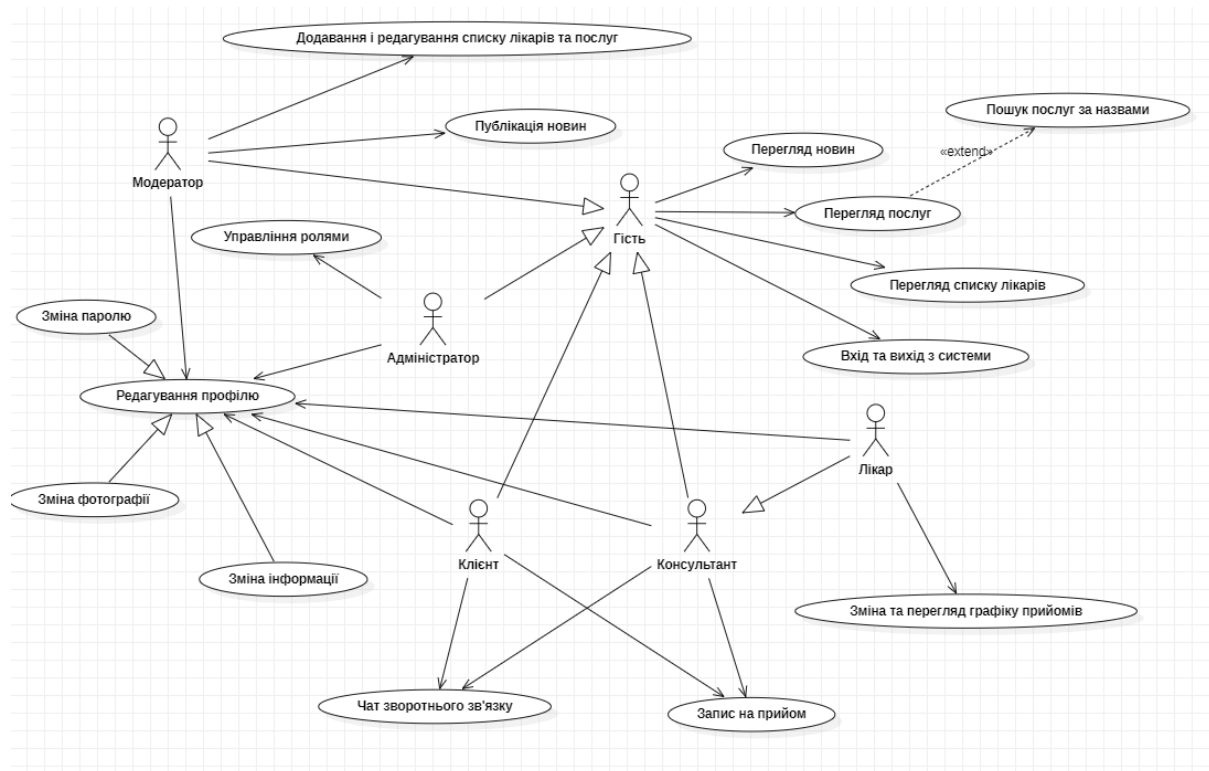 Додавання і редагування списку лікарів та послуг
Пошук послуг за назвами
Публікація новин
Перегляд новин
«extend»
Модератор
Перегляд послуг
Управління ролями
Гість
Перегляд списку лікарів
Зміна паролю
Адміністратор
Вхід та вихід з системи
Редагування профілю
Лікар
Зміна фотографії
Клієнт
Консультант
Зміна інформації
Зміна та перегляд графіку прийомів
Чат зворотнього зв'язку
Запис на прийом